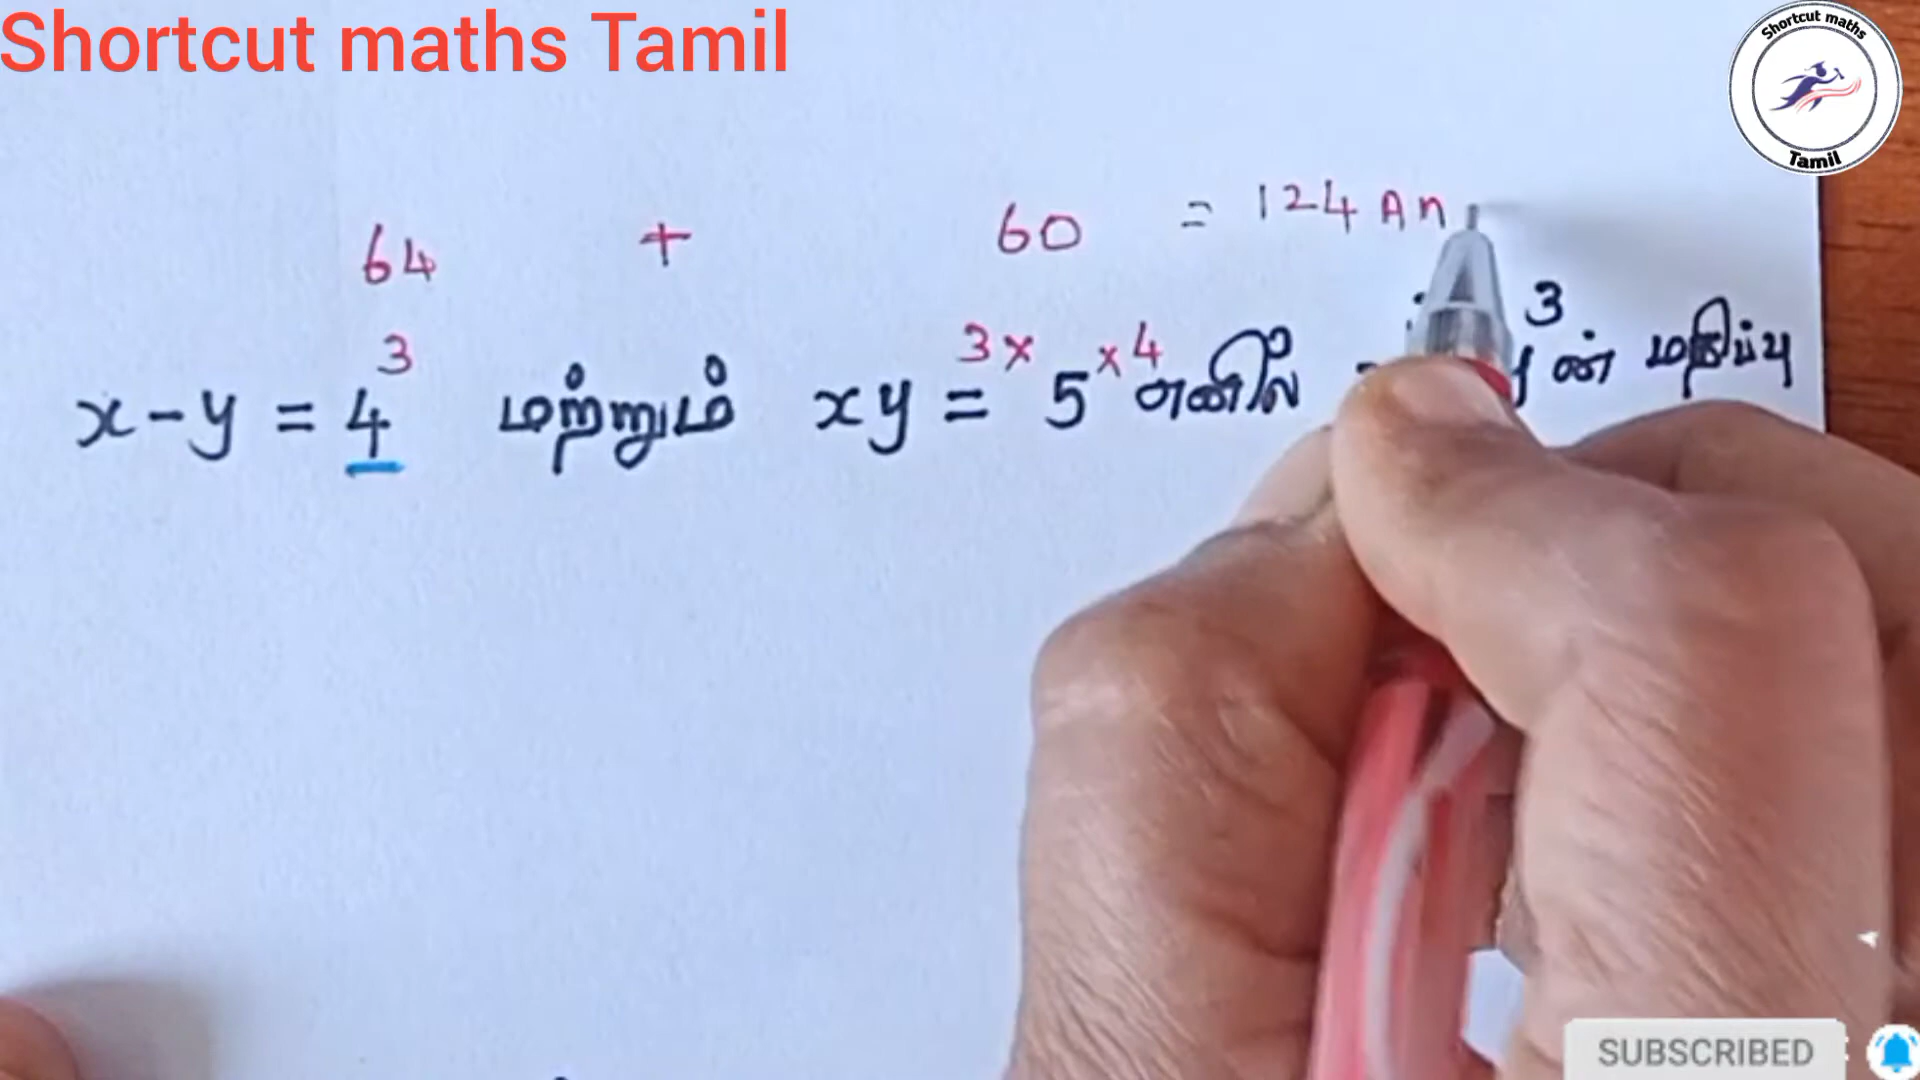 Shortcut maths Tamil
Shortcut maths
Tamil
64 + 60 = 124 An
3 3x x4 3
x-y = 4 மற்றும் xy = 5 எனில் ன் மதிப்பு
SUBSCRIBED